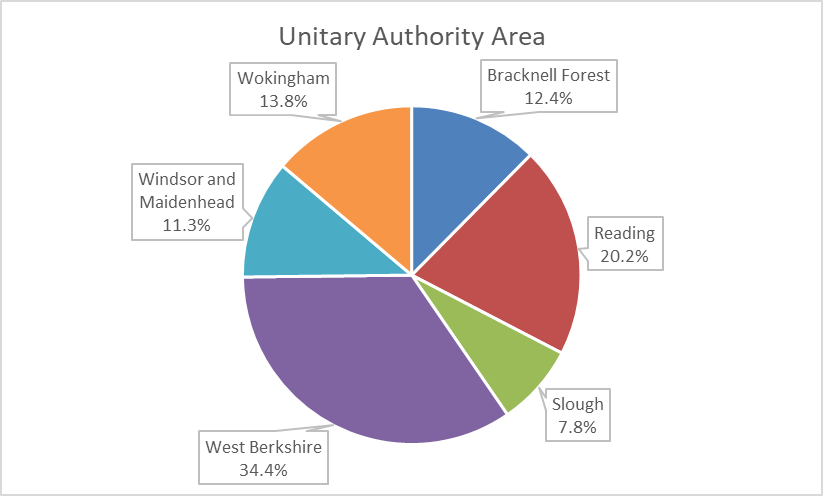 Unitary Authority Area
Wokingham
13.8%
Bracknell Forest
12.4%
Windsor and
Maidenhead
11.3%
Reading
20.2%
Slough
7.8%
West Berkshire
34.4%